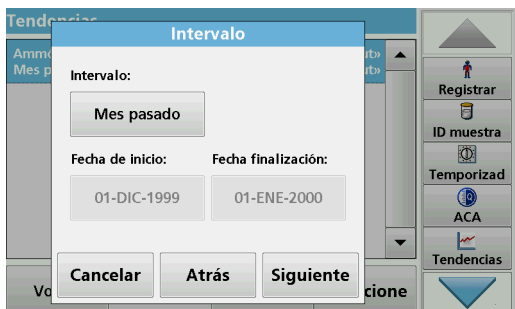 Tendencias
Intervalo
Intervalo:
Mes pasado
Fecha de inicio:
Fecha finalización:
01-DIC-1999
01-ENE-2000
Cancelar
Atrás
Siguiente
Registrar
ID muestra
Temporizad
ACA
Tendencias